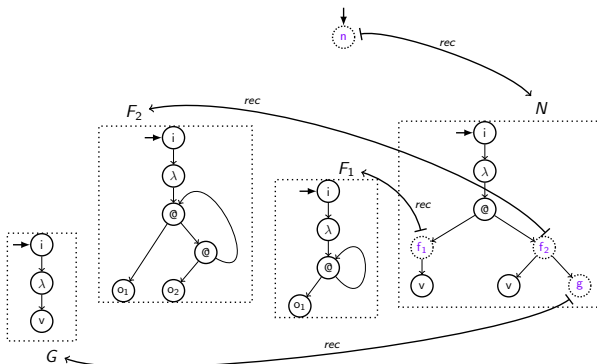 n
rec
N
i
λ
@
f₁
f₂
v
v
g
rec
F₂
i
λ
@
@
o₁
o₂
F₁
i
λ
@
o₁
rec
i
λ
v
G
rec